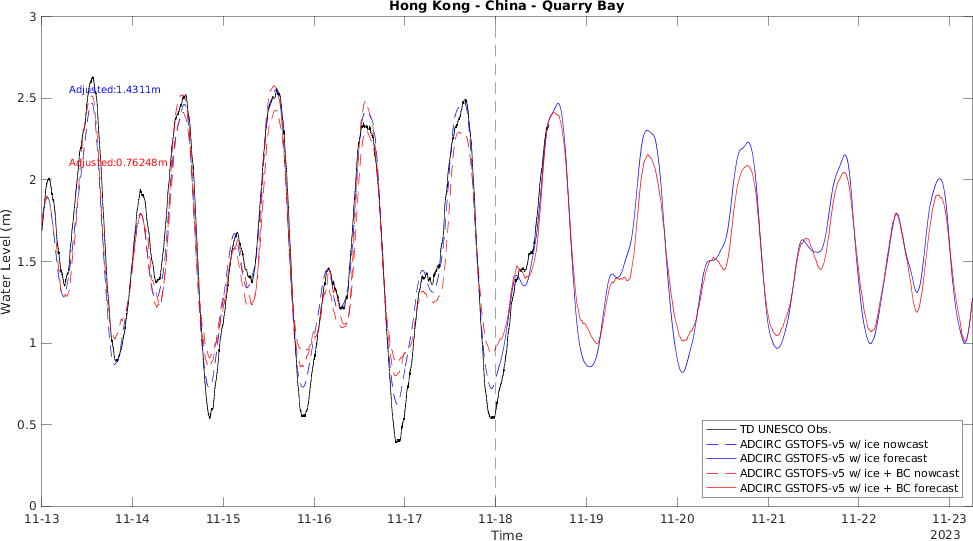 Hong Kong - China - Quarry Bay
3
2.5
2
1.5
1
0.5
0
Water Level (m)
Adjusted:1.4311m
Adjusted:0.76248m
TD UNESCO Obs.
ADCIRC GSTOFS-v5 w/ ice nowcast
ADCIRC GSTOFS-v5 w/ ice forecast
ADCIRC GSTOFS-v5 w/ ice + BC nowcast
ADCIRC GSTOFS-v5 w/ ice + BC forecast
11-13 11-14 11-15 11-16 11-17 11-18 11-19 11-20 11-21 11-22 11-23
Time 2023